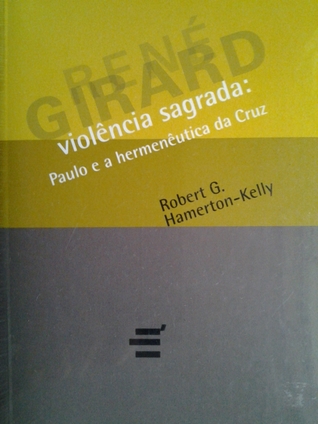 RENÉ
GIRARD
violência sagrada:
Paulo e a hermenêutica da Cruz
Robert G.
Hamerton-Kelly